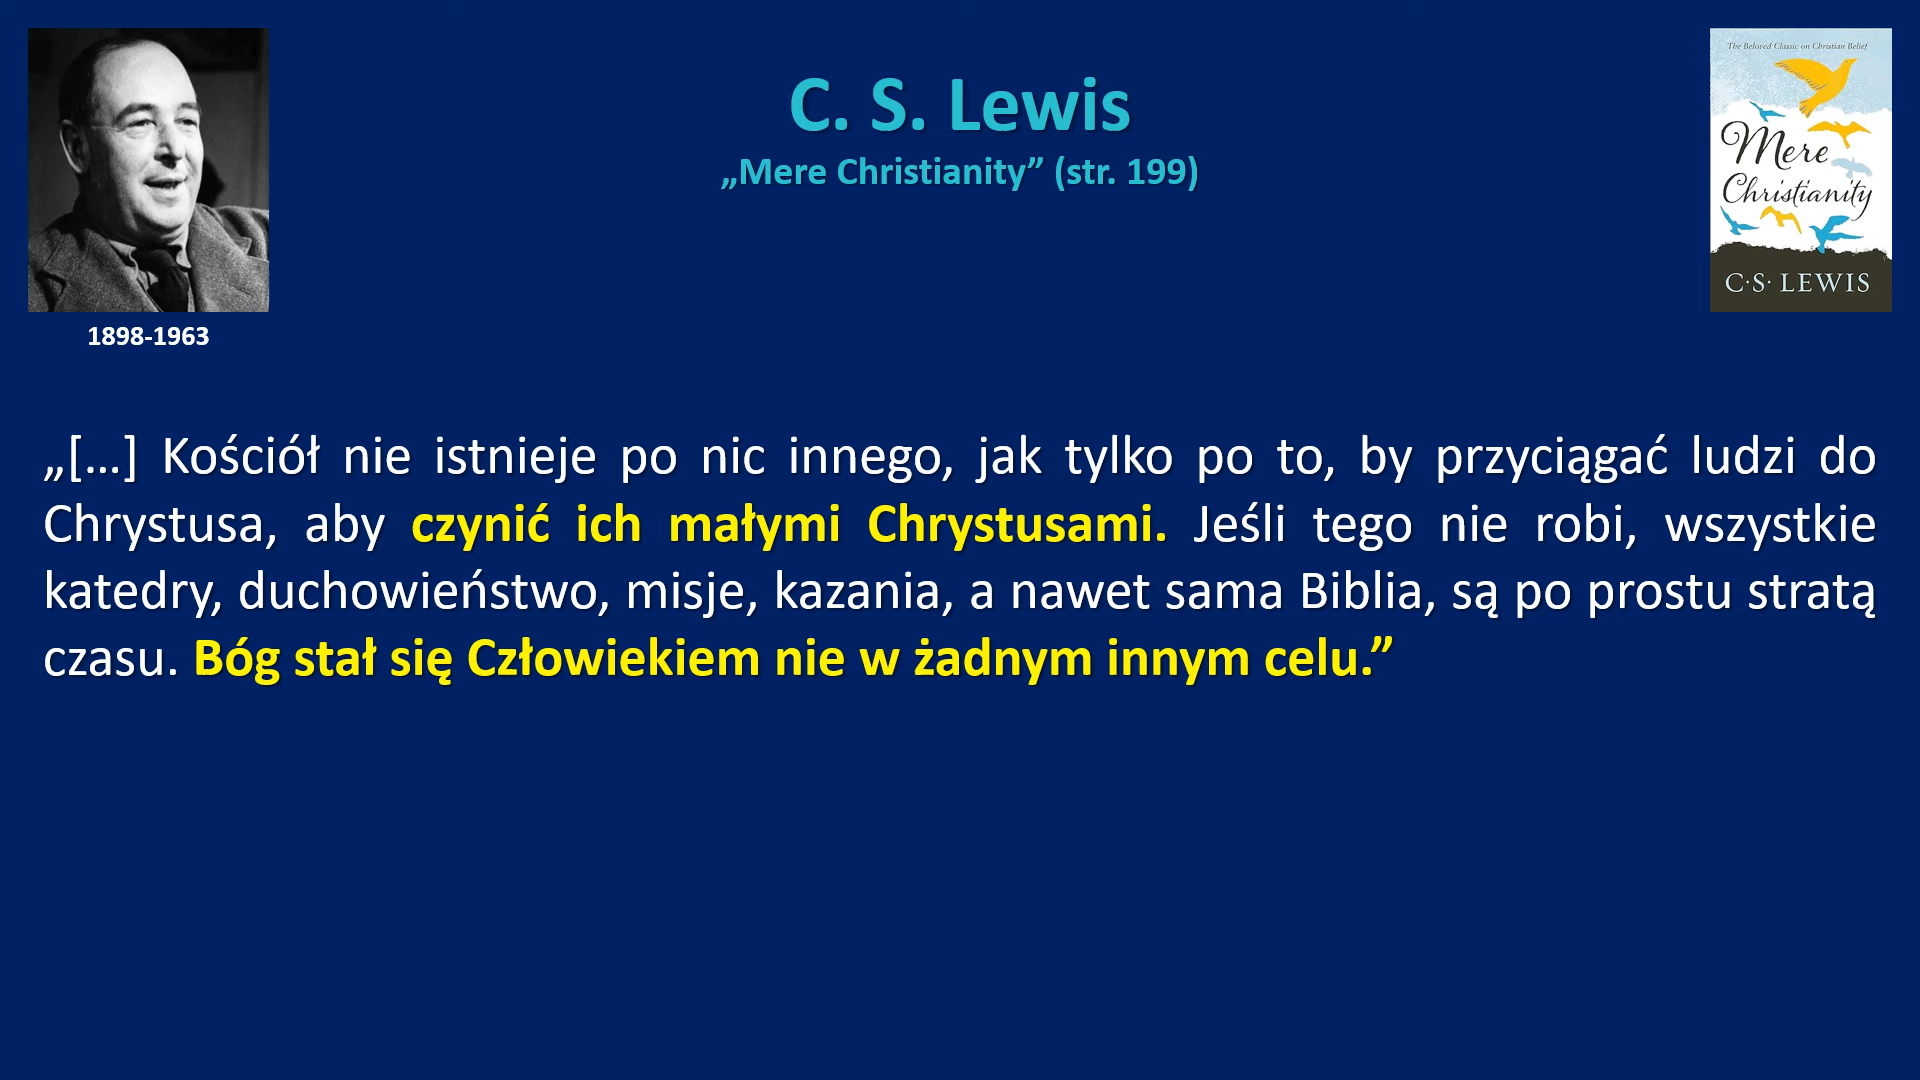 C. S. Lewis
„Mere Christianity” (str. 199)
The Beloved Classic on Christian Belief
Mere
Christianity
C·S· LEWIS
1898-1963
„[…] Kościół nie istnieje po nic innego, jak tylko po to, by przyciągać ludzi do
Chrystusa, aby czynić ich małymi Chrystusami. Jeśli tego nie robi, wszystkie
katedry, duchowieństwo, misje, kazania, a nawet sama Biblia, są po prostu stratą
czasu. Bóg stał się Człowiekiem nie w żadnym innym celu.”